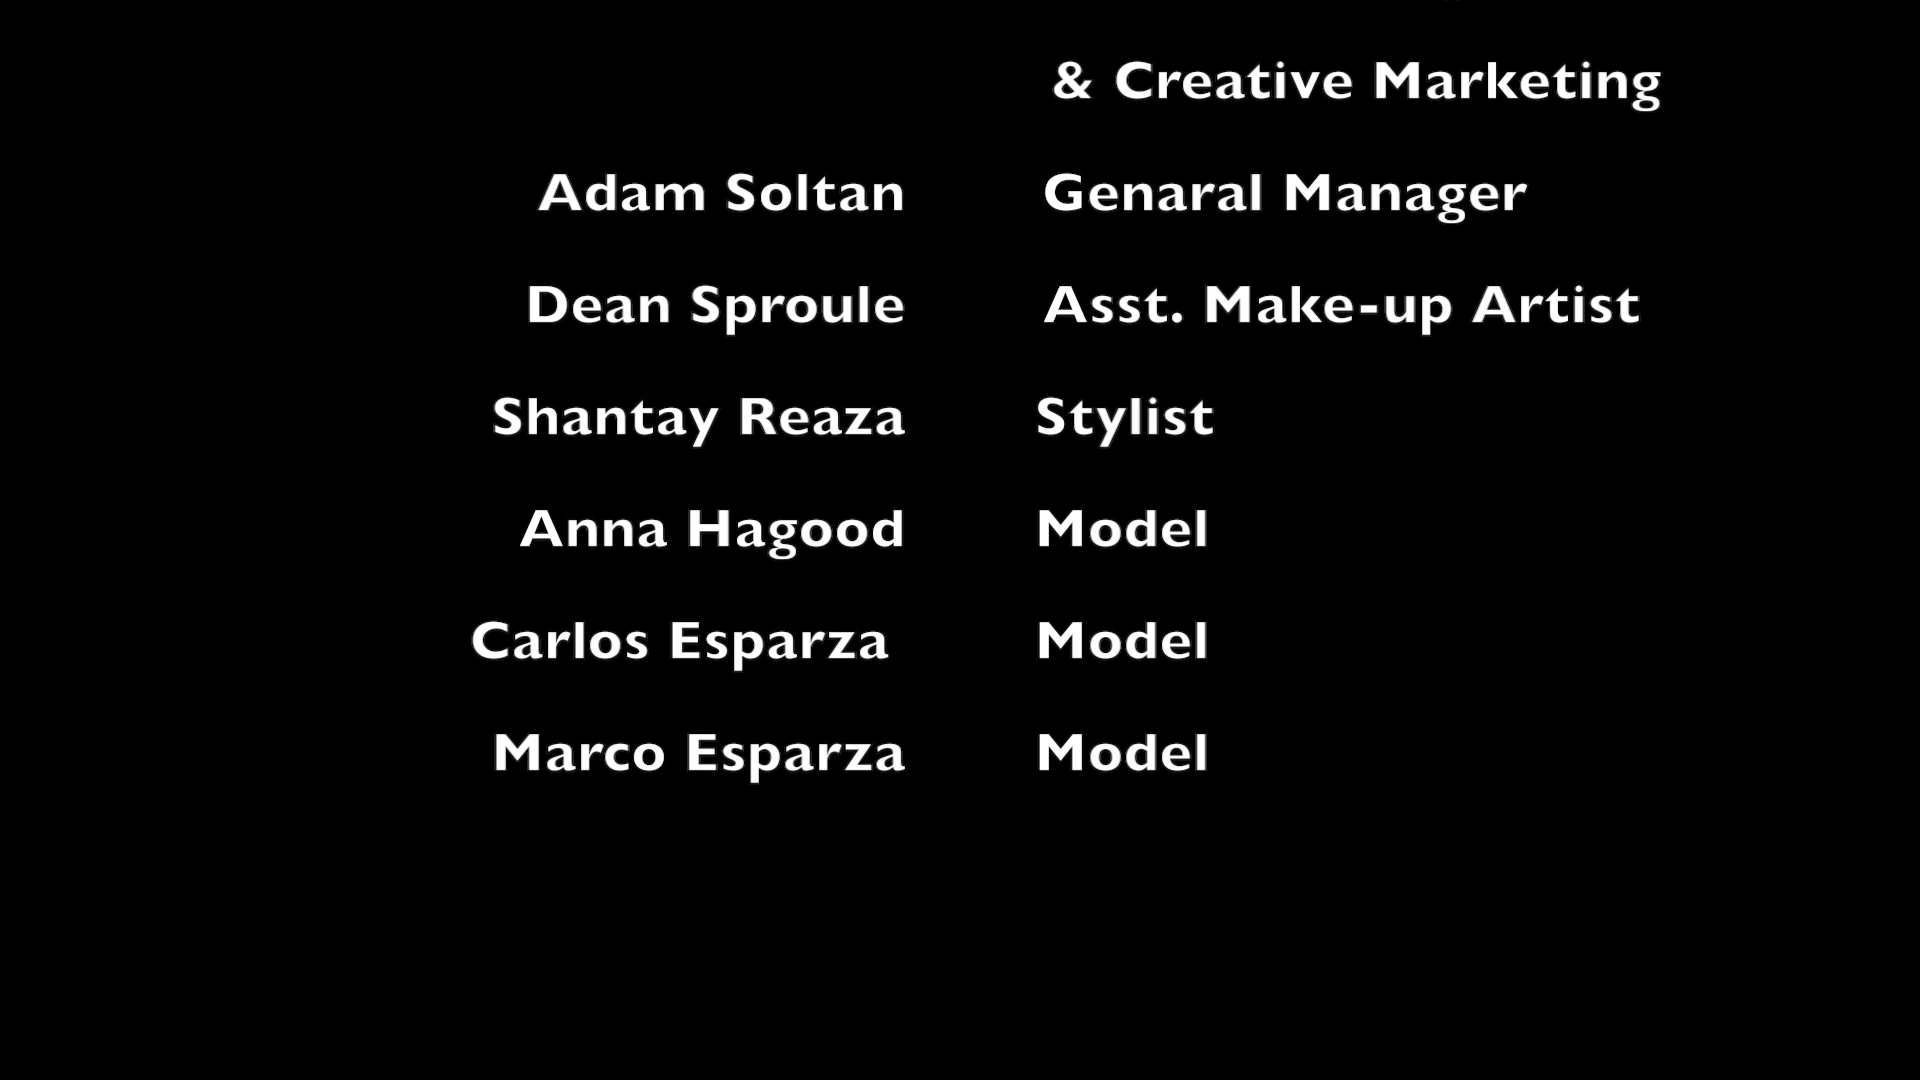 & Creative Marketing
Adam Soltan Genaral Manager
Dean Sproule Asst. Make-up Artist
Shantay Reaza Stylist
Anna Hagood Model
Carlos Esparza Model
Marco Esparza Model